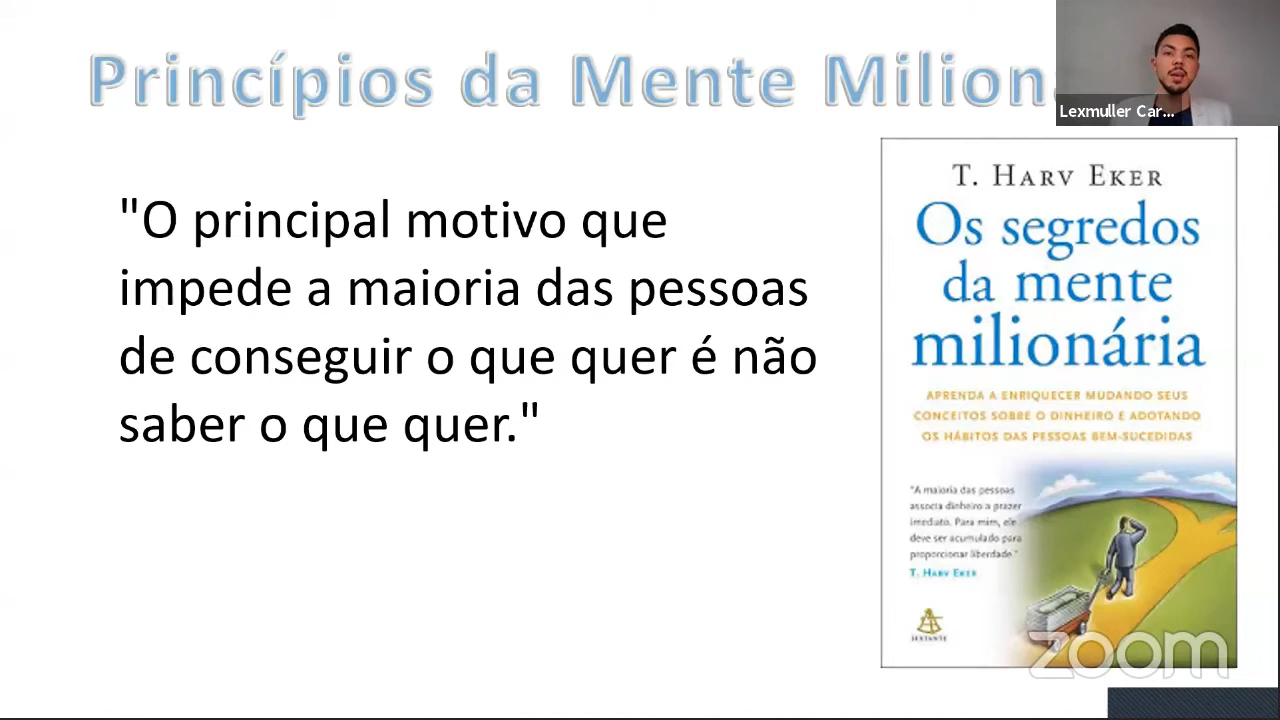 Princípios da Mente Milion
Lexmuller Car...
"O principal motivo que
impede a maioria das pessoas
de conseguir o que quer é não
saber o que quer."
T. HARV EKER
Os segredos
da mente
milionária
APRENDA A ENRIQUECER MUDANDO SEUS
CONCEITOS SOBRE O DINHEIRO E ADOTANDO
OS HÁBITOS DAS PESSOAS BEM-SUCEDIDAS
"A maioria das pessoas
associa dinheiro a prazer
imediato. Para mim, ele
deve ser acumulado para
proporcionar liberdade."
T. HARV EKER
SEXTANTE
zoom